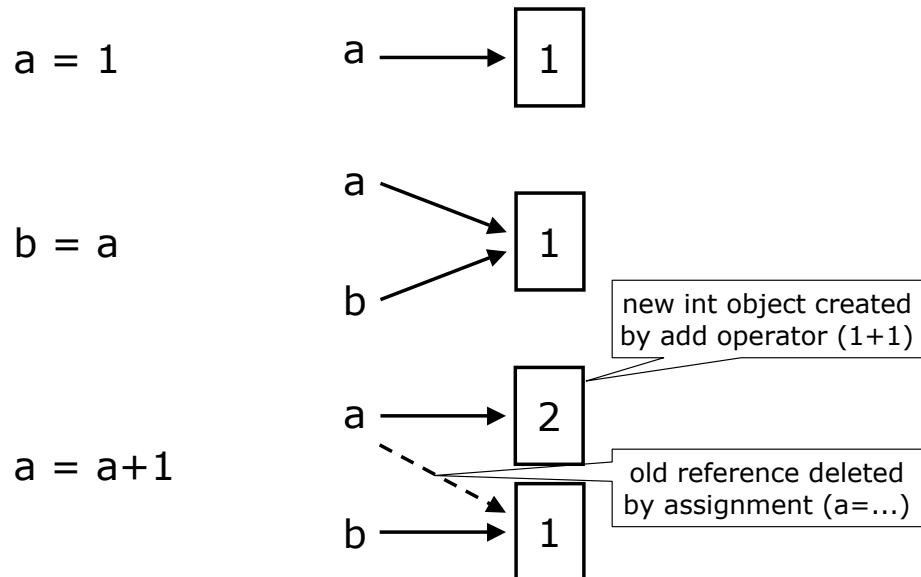 a = 1
a
1
b = a
a
b
1
new int object created
by add operator (1+1)
a = a+1
a
2
old reference deleted
by assignment (a=...)
b
1